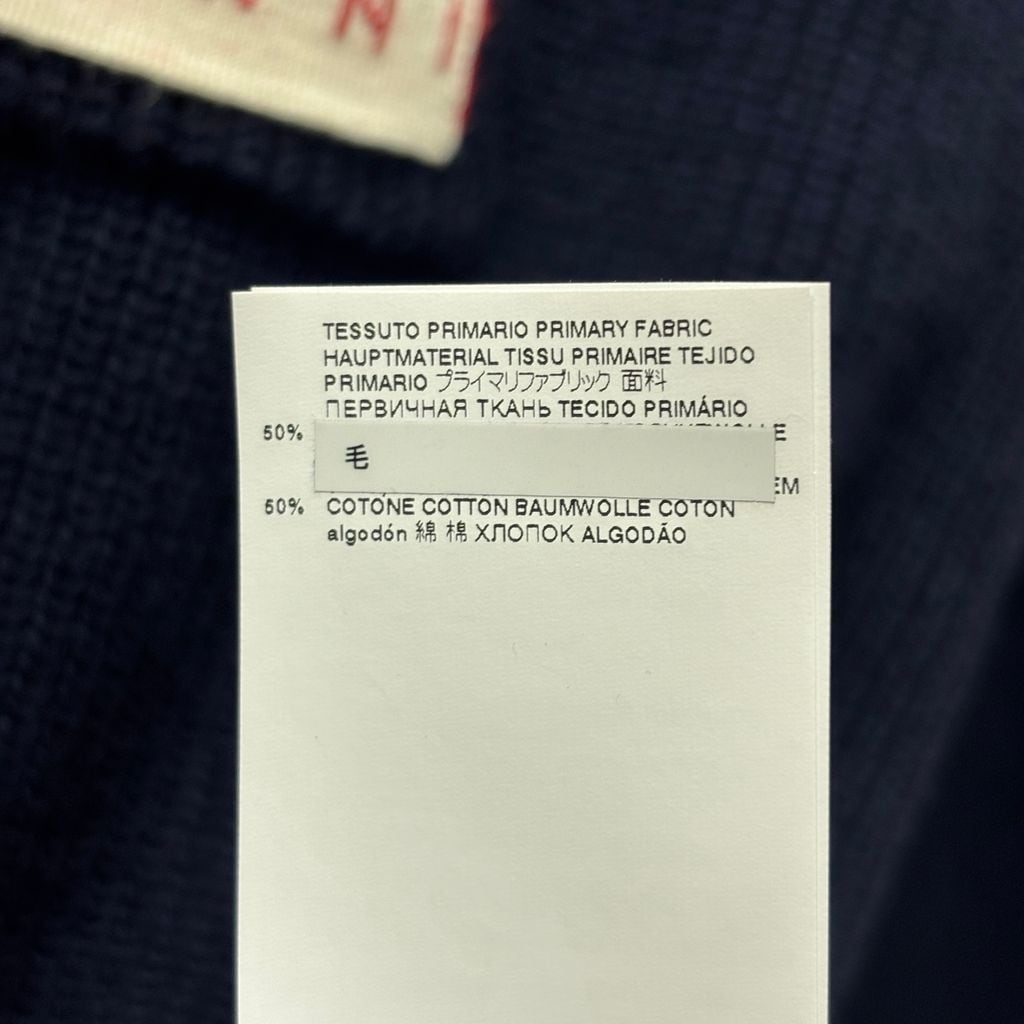 NI
TESSUTO PRIMARIO PRIMARY FABRIC
HAUPTMATERIAL TISSU PRIMAIRE TEJIDO
PRIMARIO プライマリファブリック 面料
ПЕРВИЧНАЯ ТКАНЬ TECIDO PRIMÁRIO
50%
毛
50% COTONE COTTON BAUMWOLLE COTON
algodón 綿 棉 ХЛОПОК ALGODÃO